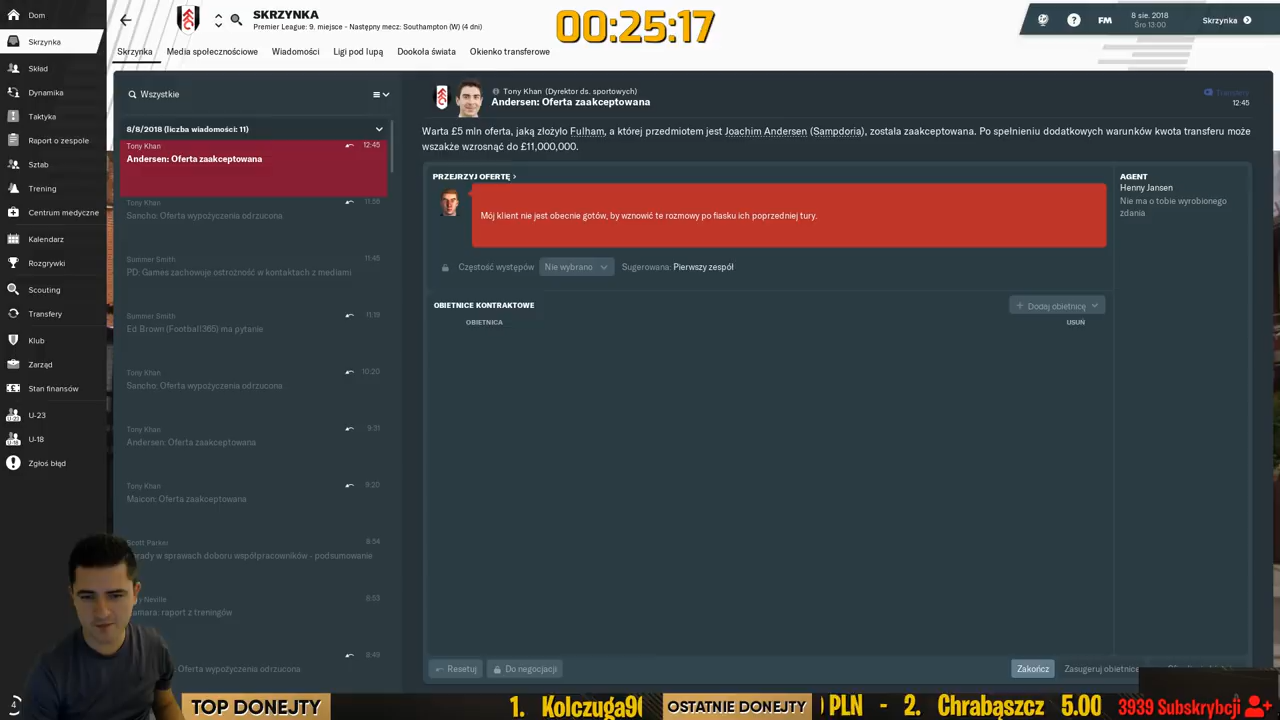 SKRZYNKA
Premier League: 9. miejsce - Następny mecz: Southampton (W) (4 dni)
00:25:17
FM
8 sie. 2018
Śro 13:00
Skrzynka
Skrzynka
Media społecznościowe
Wiadomości
Ligi pod lupą
Dookoła świata
Okienko transferowe
Dom
Skrzynka
Skład
Dynamika
Taktyka
Raport o zespole
Sztab
Trening
Centrum medyczne
Kalendarz
Rozgrywki
Scouting
Transfery
Klub
Zarząd
Stan finansów
U-23
U-18
Zgłoś błąd
Wszystkie
8/8/2018 (liczba wiadomości: 11)
Tony Khan 12:45
Andersen: Oferta zaakceptowana
Tony Khan 11:58
Sancho: Oferta wypożyczenia odrzucona
Summer Smith 11:45
PD: Games zachowuje ostrożność w kontaktach z mediami
Summer Smith 11:18
Ed Brown (Football365) ma pytanie
Tony Khan 10:20
Sancho: Oferta wypożyczenia odrzucona
Tony Khan 9:31
Andersen: Oferta zaakceptowana
Tony Khan 9:20
Maicon: Oferta zaakceptowana
Scott Parker 8:54
w sprawach doboru współpracowników - podsumowanie
Neville 8:53
raport z treningów
8:49
: Oferta wypożyczenia odrzucona
Tony Khan (Dyrektor ds. sportowych)
Andersen: Oferta zaakceptowana
Transfery
12:45
Warta £5 mln oferta, jaką złożyło Fulham, a której przedmiotem jest Joachim Andersen (Sampdoria), została zaakceptowana. Po spełnieniu dodatkowych warunków kwota transferu może
wszakże wzrosnąć do £11,000,000.
PRZEJRZYJ OFERTĘ >
Mój klient nie jest obecnie gotów, by wznowić te rozmowy po fiasku ich poprzedniej tury.
AGENT
Henny Jansen
Nie ma o tobie wyrobionego
zdania
Częstość występów
Nie wybrano
Sugerowana: Pierwszy zespół
OBIETNICE KONTRAKTOWE
+ Dodaj obietnicę
OBIETNICA
USUŃ
Resetuj
Do negocjacji
Zakończ
Zasugeruj obietnice
TOP DONEJTY
1. Kolczuga9
OSTATNIE DONEJTY
PLN - 2. Chrabąszcz 5.00
3939 Subskrybcji